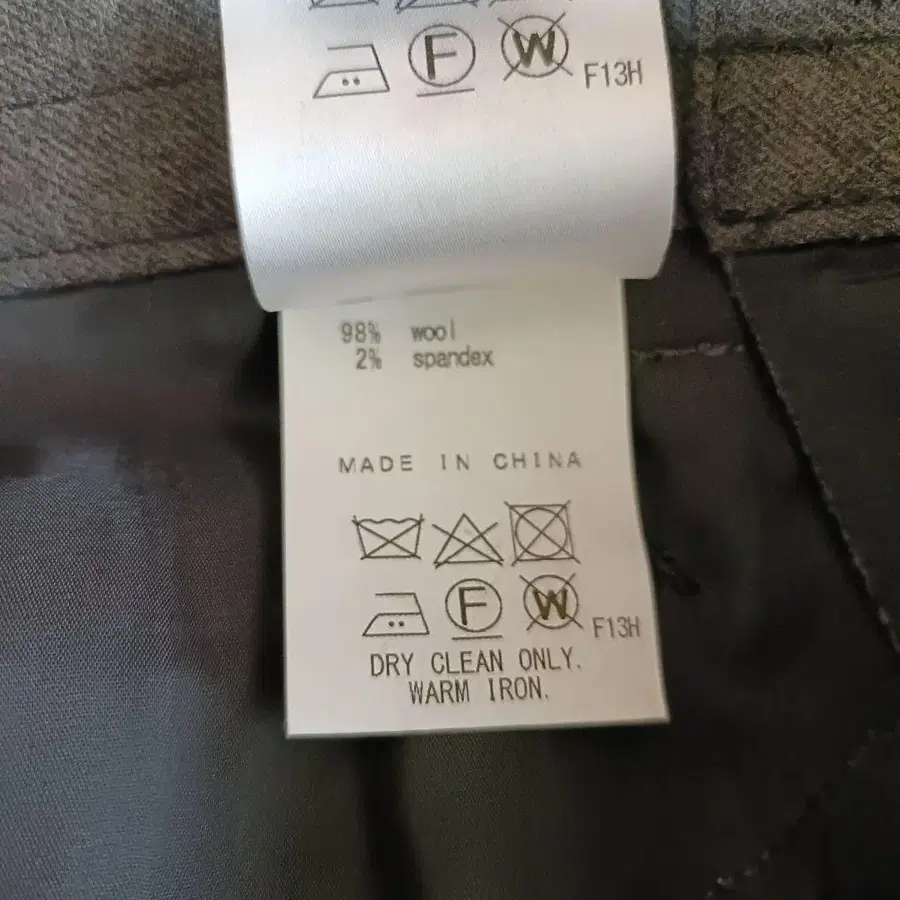 F W F13H
98% wool
2% spandex
MADE IN CHINA
F W F13H
DRY CLEAN ONLY.
WARM IRON.